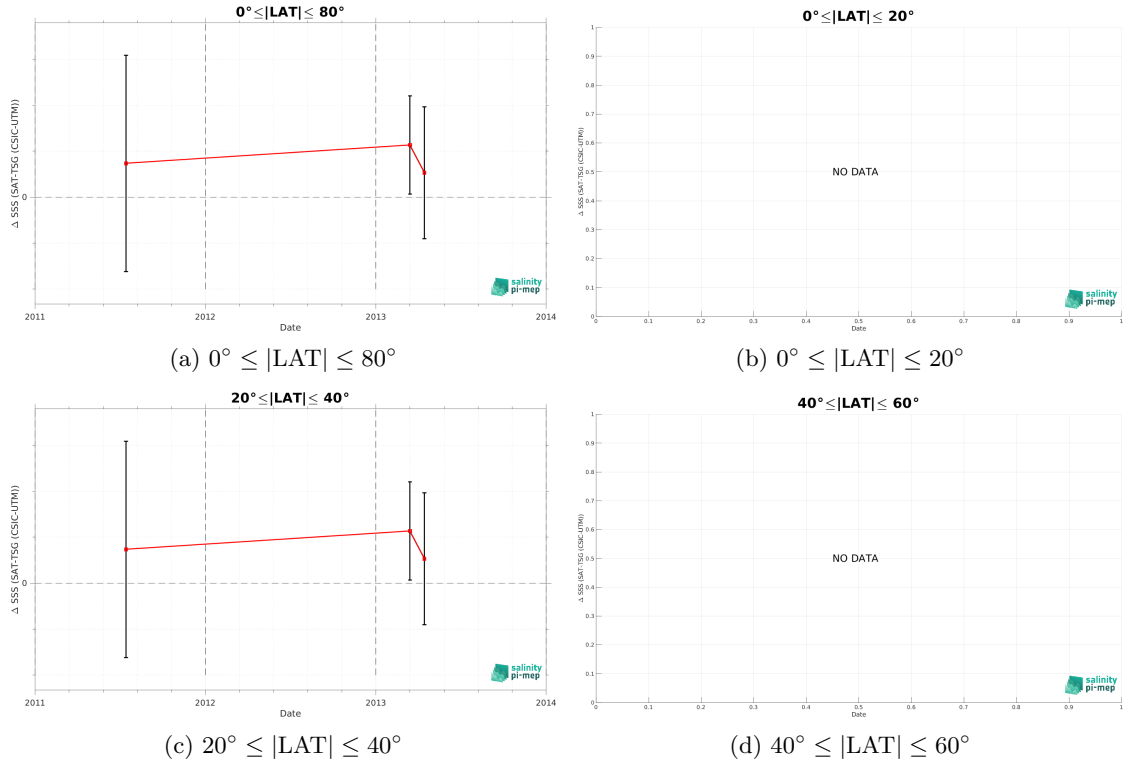 0°≤|LAT|≤ 80°
Δ SSS (SAT-TSG (CSIC-UTM))
0
2011 2012 2013 2014
Date
salinity
pi-mep
(a) 0° ≤ |LAT| ≤ 80°
0°≤|LAT|≤ 20°
Δ SSS (SAT-TSG (CSIC-UTM))
1
0.9
0.8
0.7
0.6
0.5
0.4
0.3
0.2
0.1
0
NO DATA
0 0.1 0.2 0.3 0.4 0.5 0.6 0.7 0.8 0.9 1
Date
salinity
pi-mep
(b) 0° ≤ |LAT| ≤ 20°
20°≤|LAT|≤ 40°
Δ SSS (SAT-TSG (CSIC-UTM))
0
2011 2012 2013 2014
Date
salinity
pi-mep
(c) 20° ≤ |LAT| ≤ 40°
40°≤|LAT|≤ 60°
Δ SSS (SAT-TSG (CSIC-UTM))
1
0.9
0.8
0.7
0.6
0.5
0.4
0.3
0.2
0.1
0
NO DATA
0 0.1 0.2 0.3 0.4 0.5 0.6 0.7 0.8 0.9 1
Date
salinity
pi-mep
(d) 40° ≤ |LAT| ≤ 60°